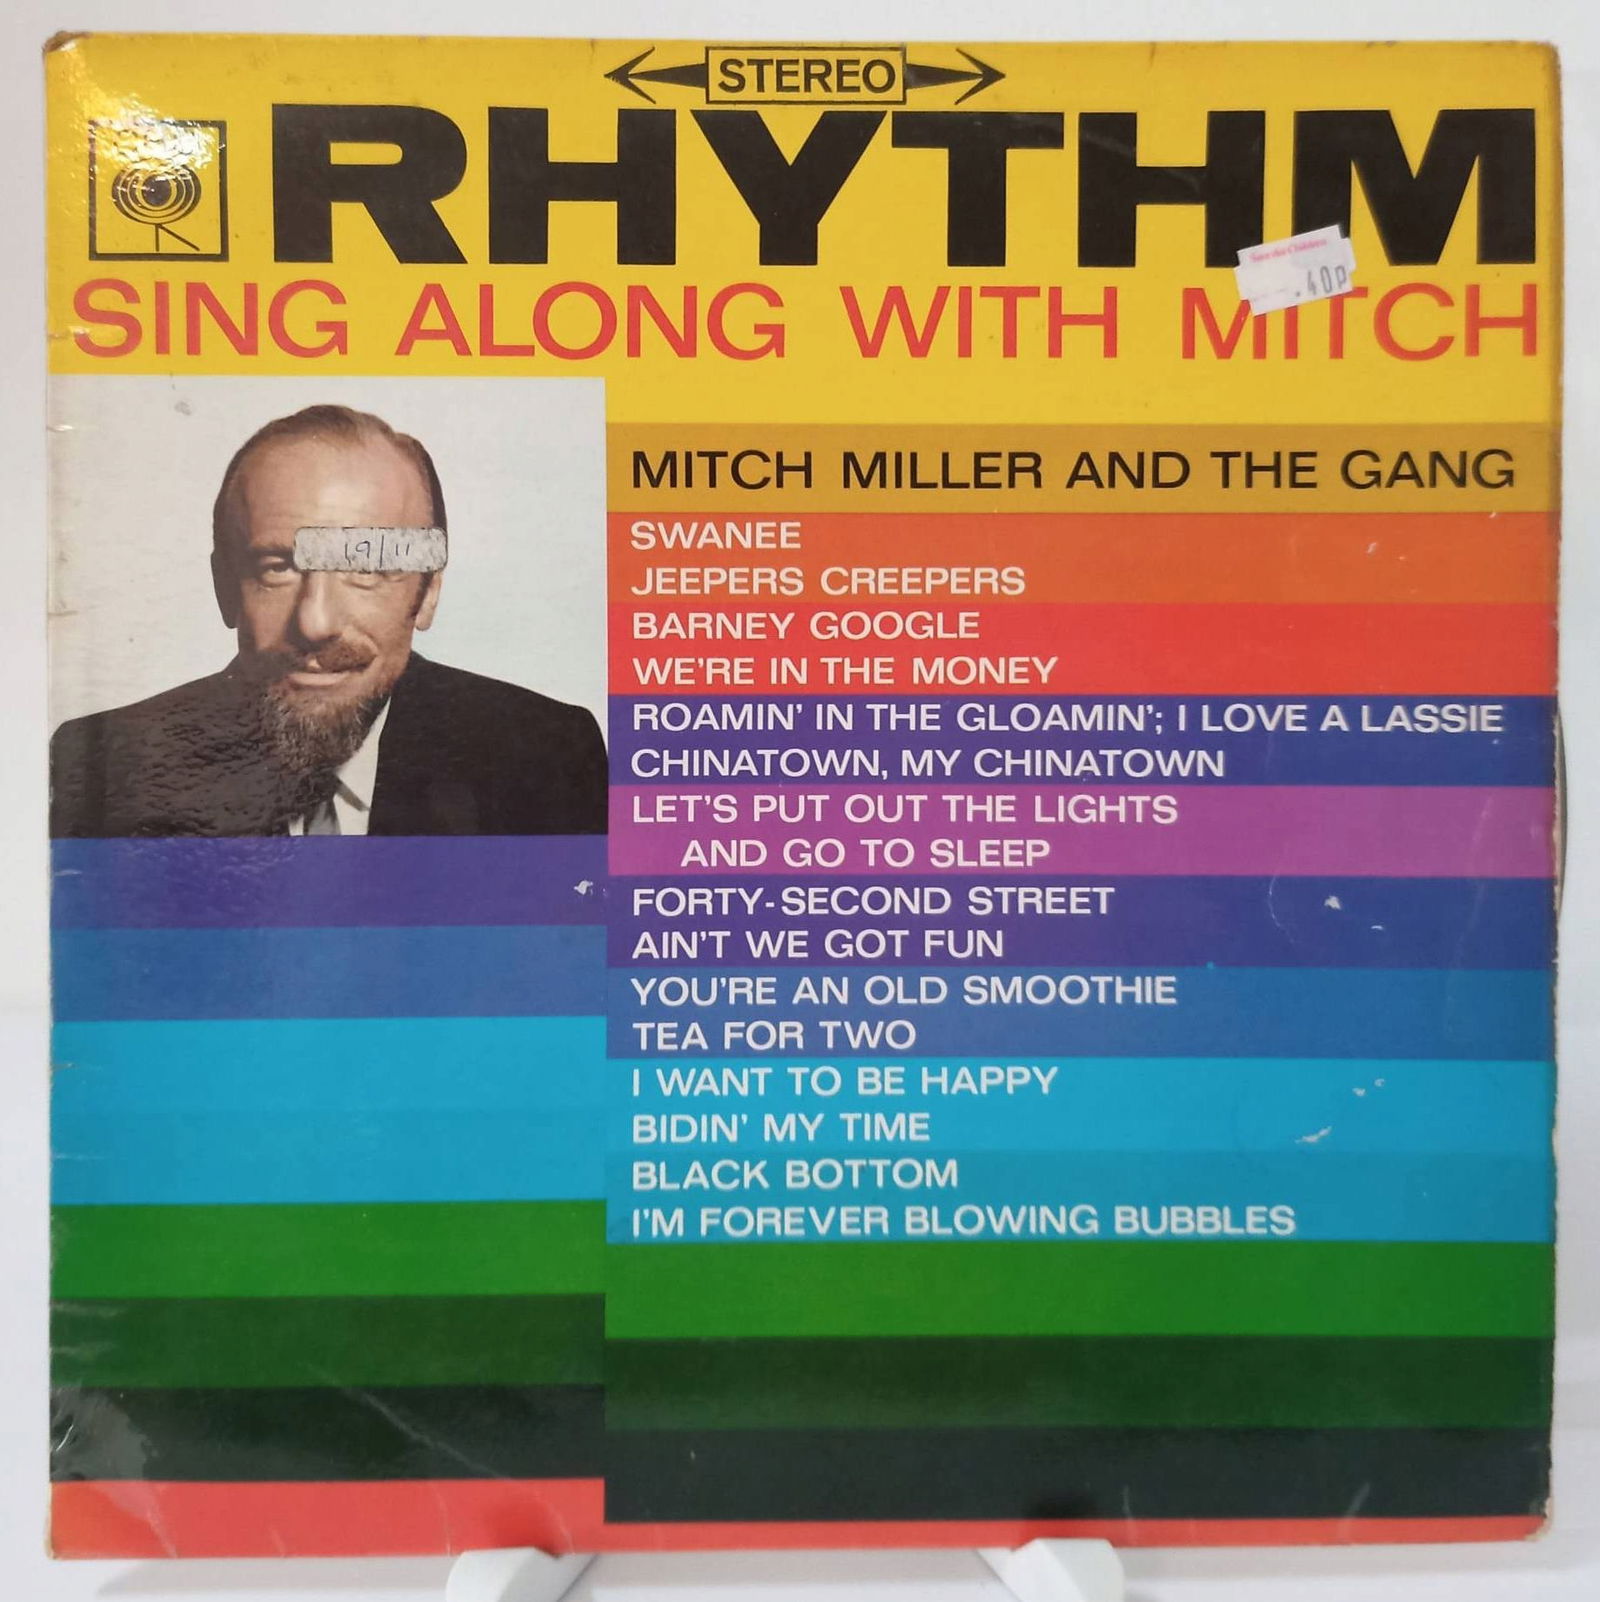 STEREO
RHYTHM
Save the Children
.40P
SING ALONG WITH MITCH
MITCH MILLER AND THE GANG
19/11
SWANEE
JEEPERS CREEPERS
BARNEY GOOGLE
WE'RE IN THE MONEY
ROAMIN' IN THE GLOAMIN'; I LOVE A LASSIE
CHINATOWN, MY CHINATOWN
LET'S PUT OUT THE LIGHTS
AND GO TO SLEEP
FORTY-SECOND STREET
AIN'T WE GOT FUN
YOU'RE AN OLD SMOOTHIE
TEA FOR TWO
I WANT TO BE HAPPY
BIDIN' MY TIME
BLACK BOTTOM
I'M FOREVER BLOWING BUBBLES